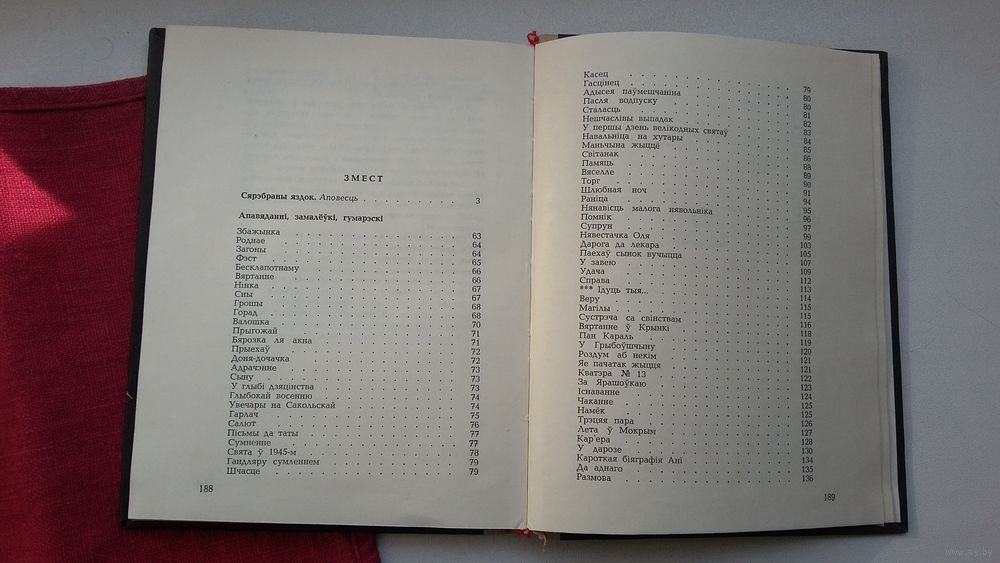 ЗМЕСТ
Сярэбраны яздок. Аповесць . . . . . . . . 3
Апавяданні, замалёўкі, гумарэскі
Збажынка 63
Роднае 64
Загоны 64
Фэст 65
Бесклапотнаму 66
Вяртанне 66
Нінка 67
Сны 67
Грошы 68
Горад 68
Валошка 70
Прыгожай 71
Бярозка ля акна 71
Прыехаў 72
Доня-дочачка 72
Адрачэнне 73
Сыну 73
У глыбі дзяцінства 73
Глыбокай восенню 74
Увечары на Сакольскай 74
Гарлач 75
Салют 76
Пісьмы да таты 77
Сумненне 77
Свята ў 1945-м 78
Гандляру сумленнем 79
Шчасце 79
188
Касец 79
Гасцінец 80
Адысея паўмешчаніна 80
Пасля водпуску 81
Сталасць 82
Нешчаслівы выпадак 83
У першы дзень велікодных святаў 84
Навальніца на хутары 85
Маньчына жыццё 86
Світанак 88
Памяць 89
Вяселле 90
Торг 91
Шлюбная ноч 94
Раніца 95
Нянавісць малога нявольніка 96
Помнік 97
Супрун 99
Нявестачка Оля 103
Дарога да лекара 105
Паехаў сынок вучыцца 107
У завею 109
Удача 112
Справа 113
*** Ідуць тыя... 114
Веру 115
Магілы 115
Сустрэча са свінствам 116
Вяртанне ў Крынкі 118
Пан Караль 119
У Грыбоўшчыну 120
Роздум аб некім 121
Яе пачатак жыцця 121
Кватэра № 13 122
За Ярашоўкаю 123
Існаванне 124
Чаканне 125
Намёк 125
Трэцяя пара 126
Лета ў Мокрым 127
Кар'ера 128
У дарозе 130
Кароткая біяграфія Ані 134
Да аднаго 135
Размова 136
189
www.ay.by